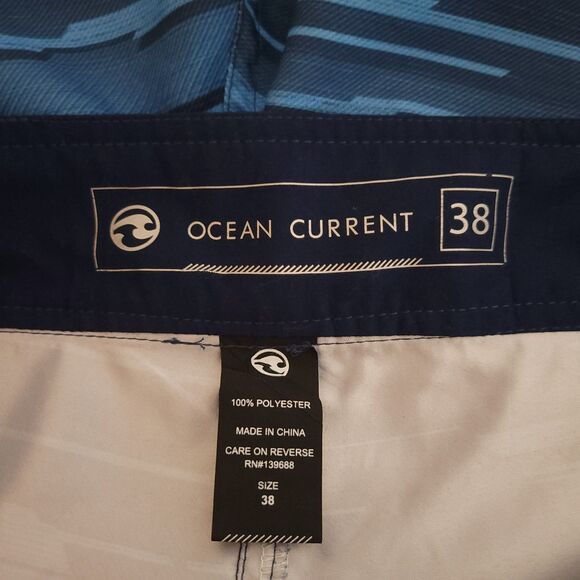 OCEAN CURRENT 38
100% POLYESTER
MADE IN CHINA
CARE ON REVERSE
RN#139688
SIZE
38